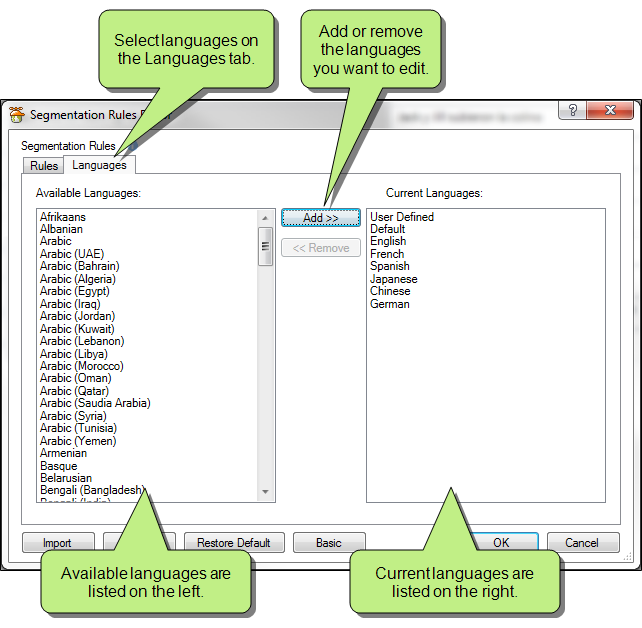 Select languages on
the Languages tab.
Add or remove
the languages
you want to edit.
Segmentation Rules
Segmentation Rules
Rules
Languages
Available Languages:
Current Languages:
Afrikaans
Albanian
Arabic
Arabic (UAE)
Arabic (Bahrain)
Arabic (Algeria)
Arabic (Egypt)
Arabic (Iraq)
Arabic (Jordan)
Arabic (Kuwait)
Arabic (Lebanon)
Arabic (Libya)
Arabic (Morocco)
Arabic (Oman)
Arabic (Qatar)
Arabic (Saudia Arabia)
Arabic (Syria)
Arabic (Tunisia)
Arabic (Yemen)
Armenian
Basque
Belarusian
Bengali (Bangladesh)
Bengali (India)
Add >>
<< Remove
User Defined
Default
English
French
Spanish
Japanese
Chinese
German
Import
Restore Default
Basic
OK
Cancel
Available languages are
listed on the left.
Current languages are
listed on the right.